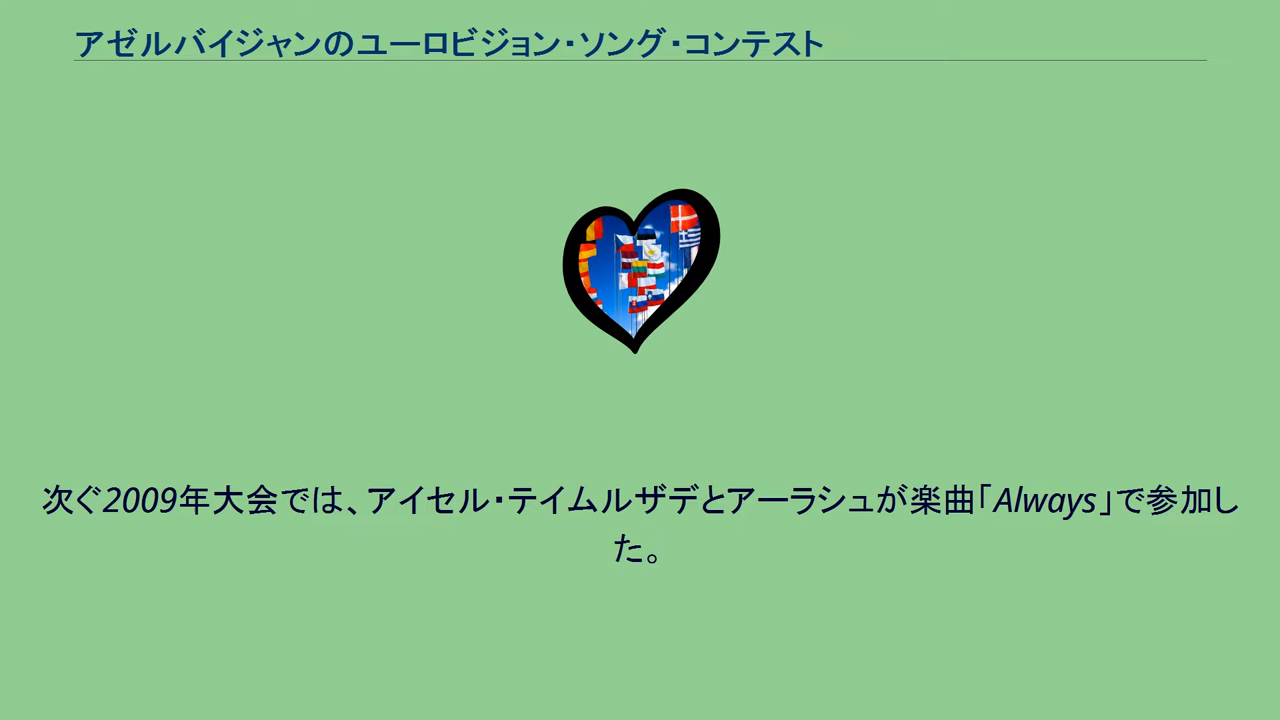 アゼルバイジャンのユーロビジョン・ソング・コンテスト
次ぐ2009年大会では、アイセル・テイムルザデとアーラシュが楽曲「Always」で参加し
た。